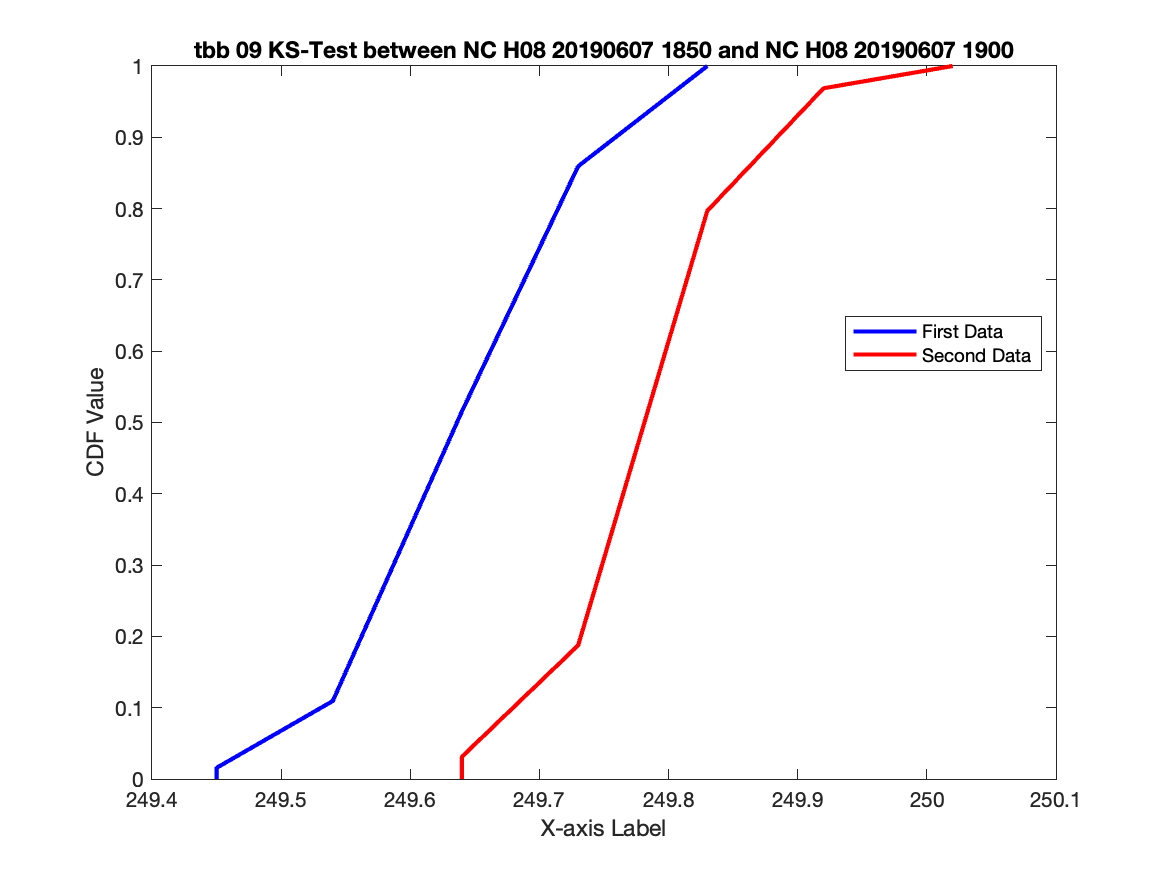 tbb 09 KS-Test between NC H08 20190607 1850 and NC H08 20190607 1900
1
0.9
0.8
0.7
0.6
0.5
0.4
0.3
0.2
0.1
0
CDF Value
First Data
Second Data
249.4 249.5 249.6 249.7 249.8 249.9 250 250.1
X-axis Label